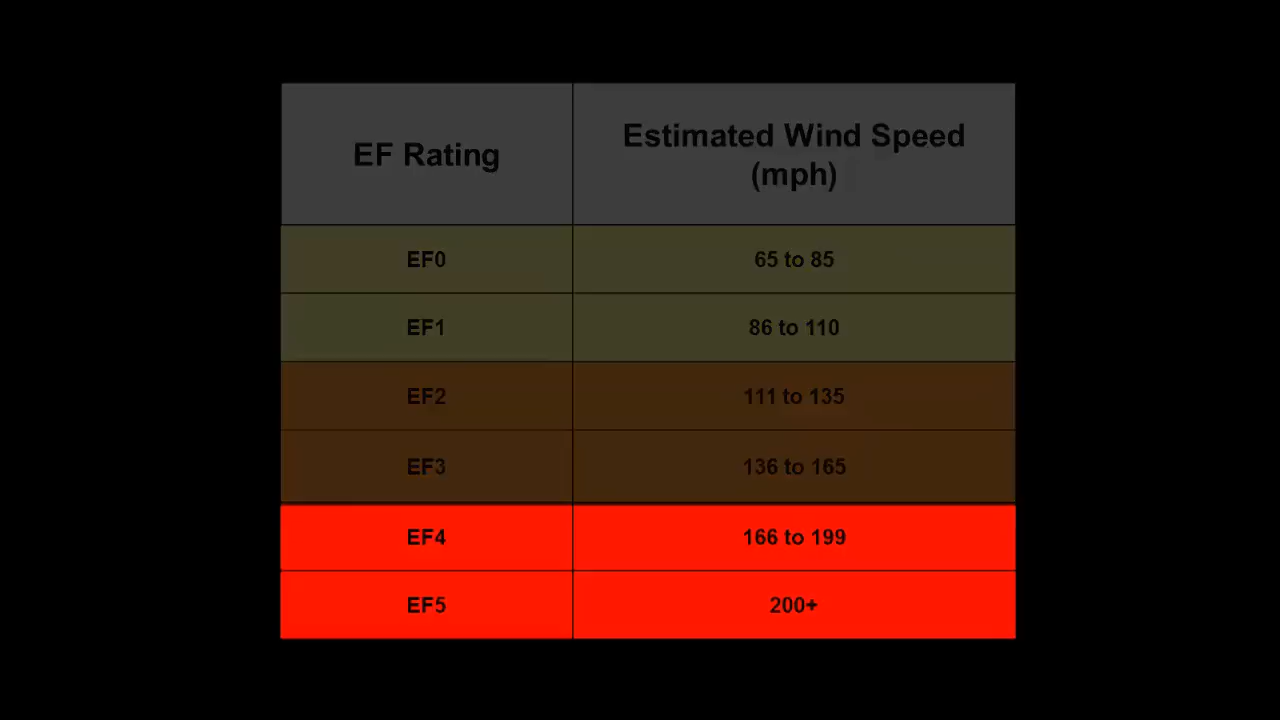 EF Rating
Estimated Wind Speed
(mph)
EF0
65 to 85
EF1
86 to 110
EF2
111 to 135
EF3
136 to 165
EF4
166 to 199
EF5
200+